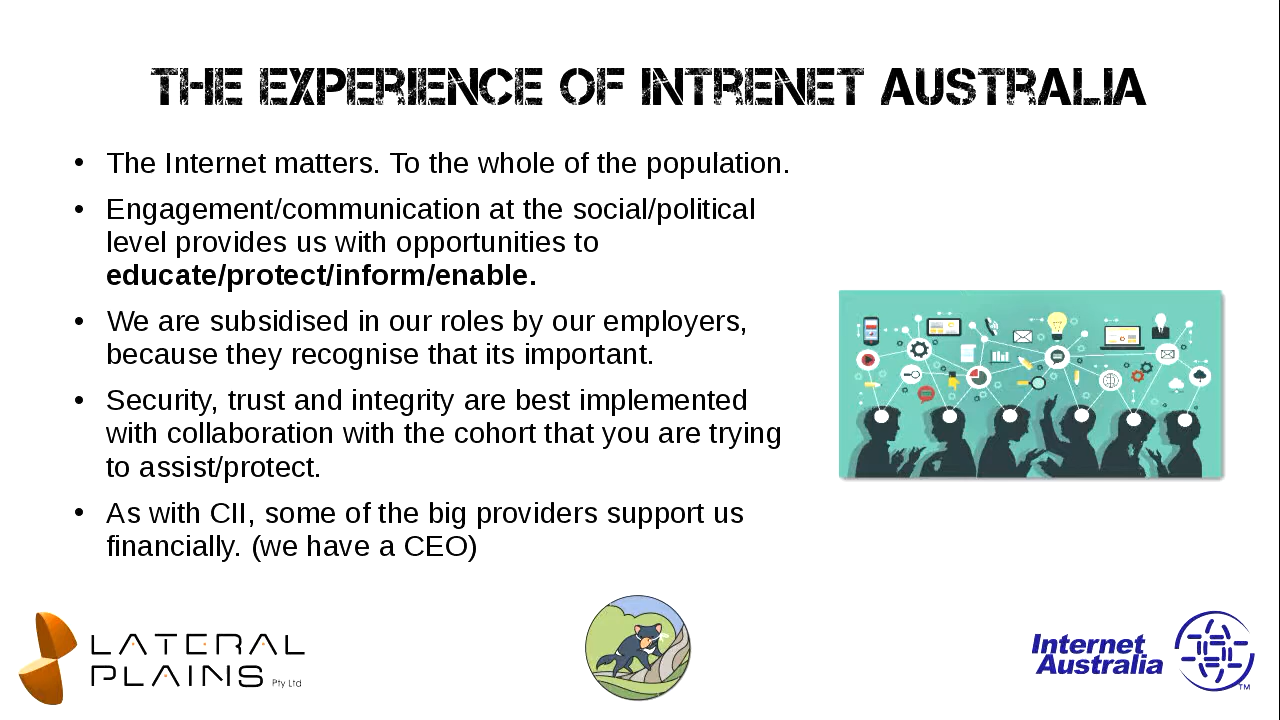 THE EXPERIENCE OF INTRENET AUSTRALIA
• The Internet matters. To the whole of the population.
• Engagement/communication at the social/political
level provides us with opportunities to
educate/protect/inform/enable.
• We are subsidised in our roles by our employers,
because they recognise that its important.
• Security, trust and integrity are best implemented
with collaboration with the cohort that you are trying
to assist/protect.
• As with CII, some of the big providers support us
financially. (we have a CEO)
LATERAL
PLAINS Pty Ltd
Internet
Australia
TM